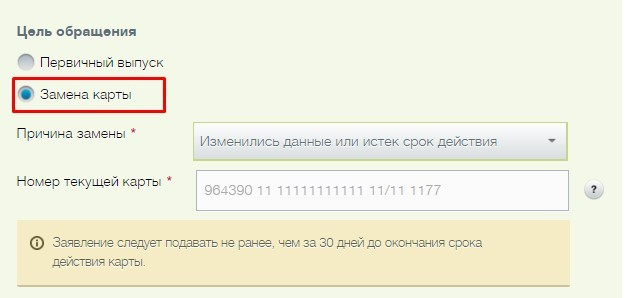 Цель обращения
Первичный выпуск
Замена карты
Причина замены * Изменились данные или истек срок действия
Номер текущей карты * 964390 11 11111111111 11/11 1177 ?
Заявление следует подавать не ранее, чем за 30 дней до окончания срока
действия карты.